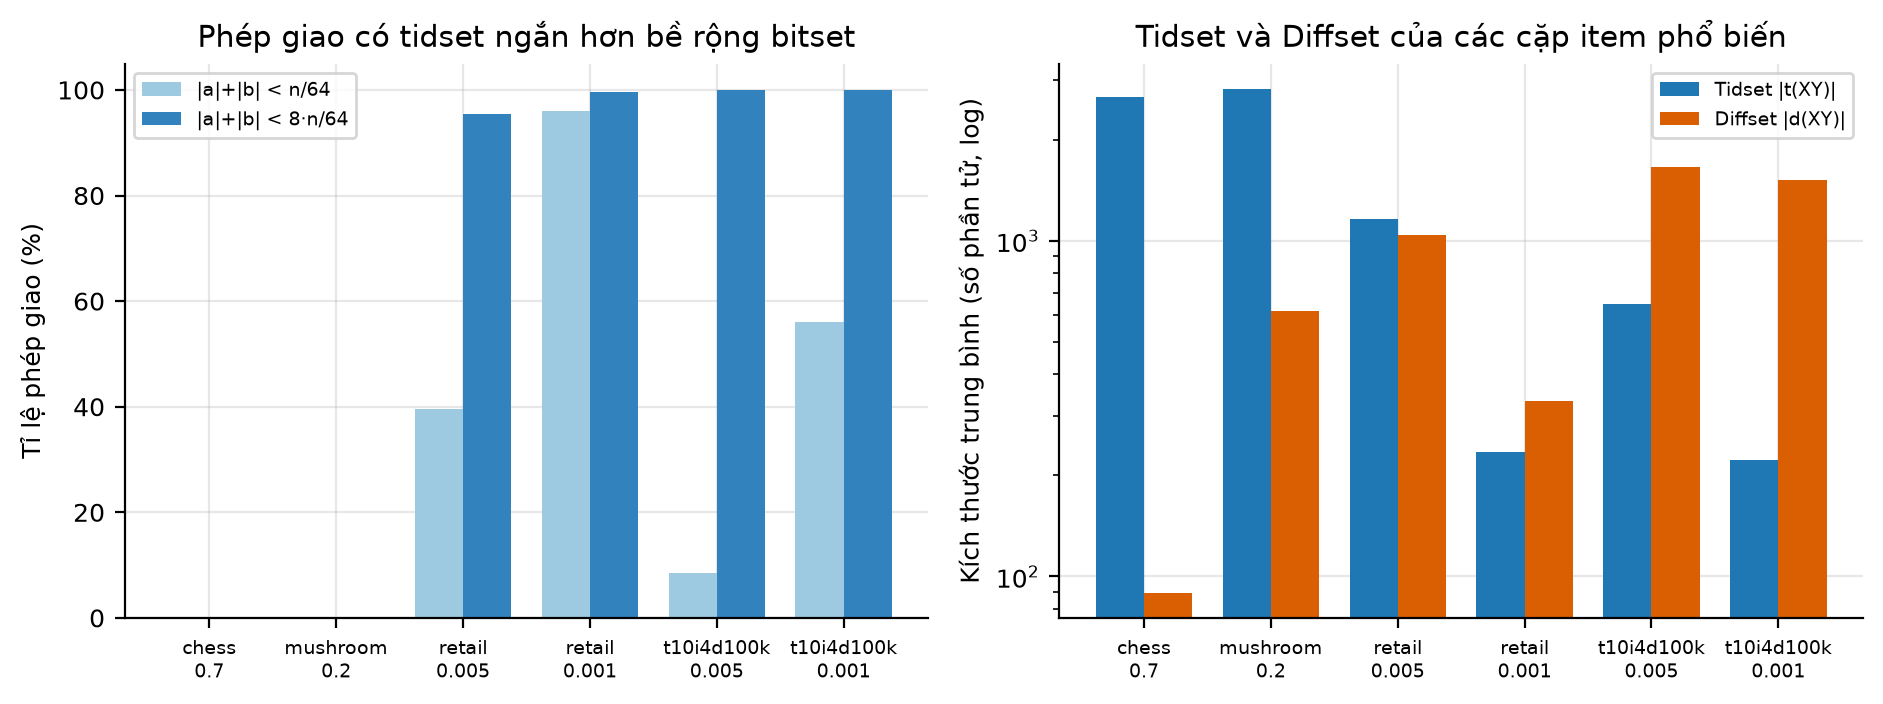 Phép giao có tidset ngắn hơn bề rộng bitset
|a|+|b| < n/64
|a|+|b| < 8·n/64
Tỉ lệ phép giao (%)
100
80
60
40
20
0
chess
0.7
mushroom
0.2
retail
0.005
retail
0.001
t10i4d100k
0.005
t10i4d100k
0.001
Tidset và Diffset của các cặp item phổ biến
Tidset |t(XY)|
Diffset |d(XY)|
Kích thước trung bình (số phần tử, log)
10³
10²
chess
0.7
mushroom
0.2
retail
0.005
retail
0.001
t10i4d100k
0.005
t10i4d100k
0.001